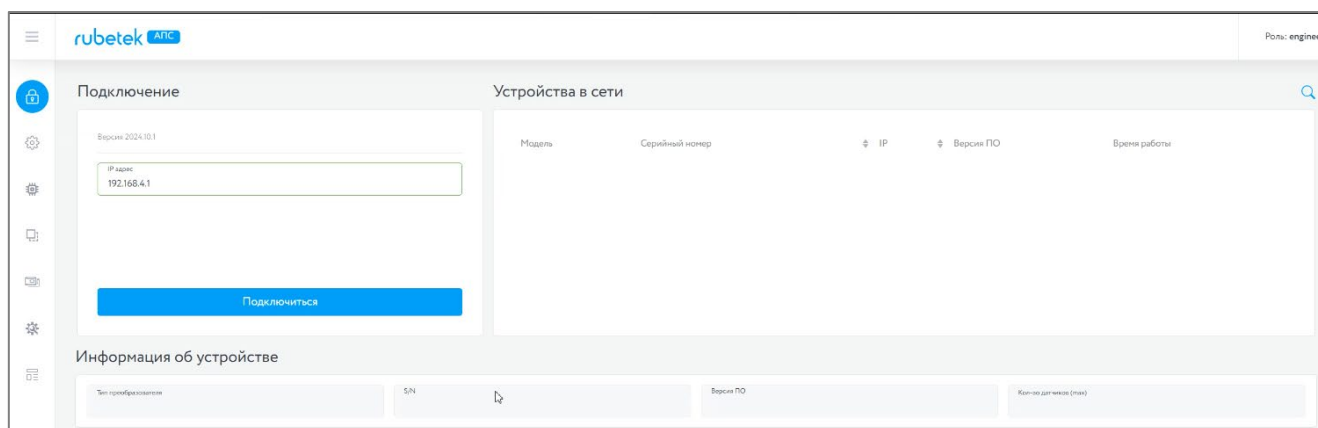 rubetek АПС
Роль: enginee
Подключение
Устройства в сети
Версия 2024.10.1
Модель Серийный номер IP Версия ПО Время работы
IP адрес
192.168.4.1
Подключиться
Информация об устройстве
Тип преобразователя S/N Версия ПО Кол-во датчиков (max)